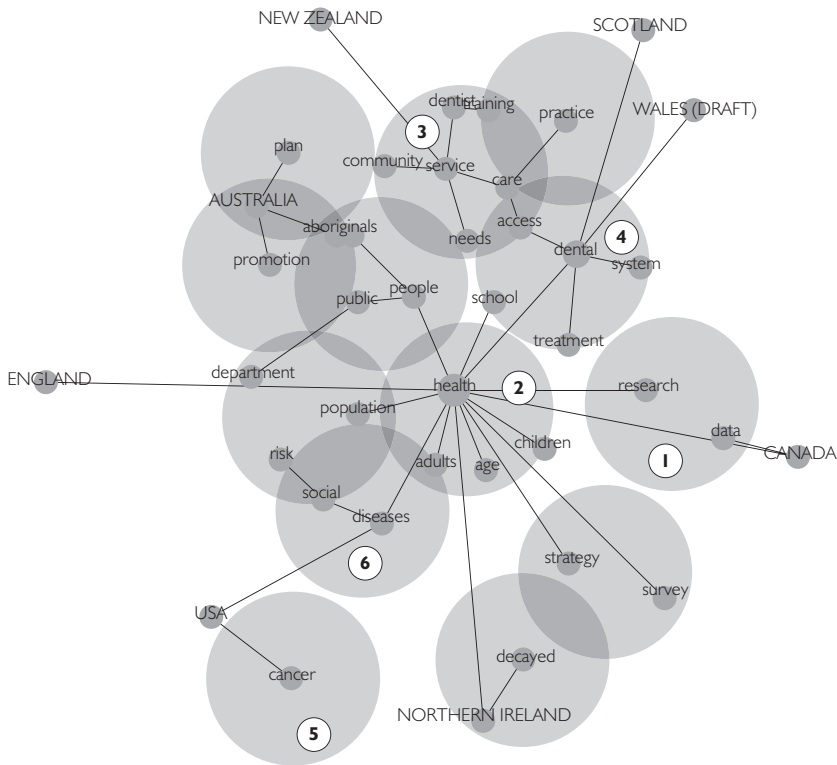 NEW ZEALAND
SCOTLAND
dentist
training
practice
WALES (DRAFT)
3
plan
community
service
care
AUSTRALIA
access
aboriginals
needs
4
dental
promotion
system
people
public
school
treatment
department
ENGLAND
health
2
research
population
data
children
CANADA
risk
adults
age
1
social
diseases
strategy
6
survey
USA
decayed
cancer
NORTHERN IRELAND
5